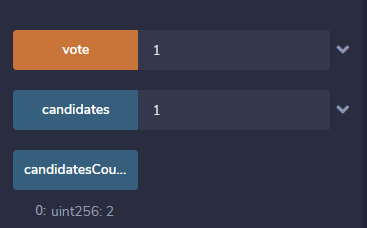 vote 1
candidates 1
candidatesCou...
0: uint256: 2